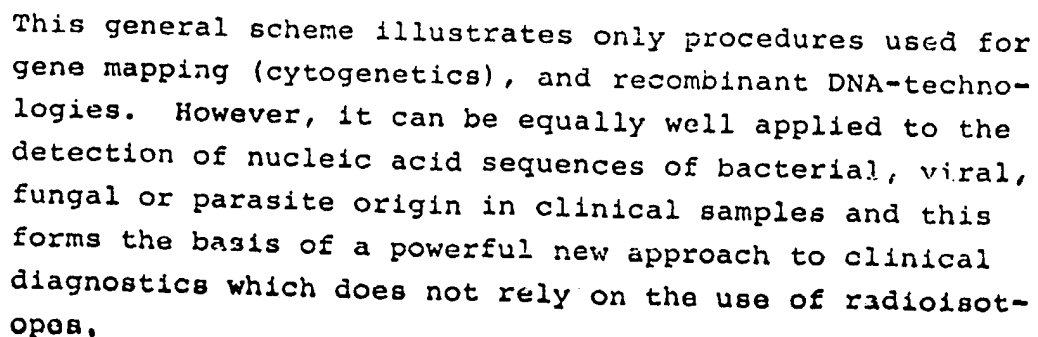 This general scheme illustrates only procedures used for
gene mapping (cytogenetics), and recombinant DNA-techno-
logies. However, it can be equally well applied to the
detection of nucleic acid sequences of bacterial, viral,
fungal or parasite origin in clinical samples and this
forms the basis of a powerful new approach to clinical
diagnostics which does not rely on the use of radioisot-
opes.